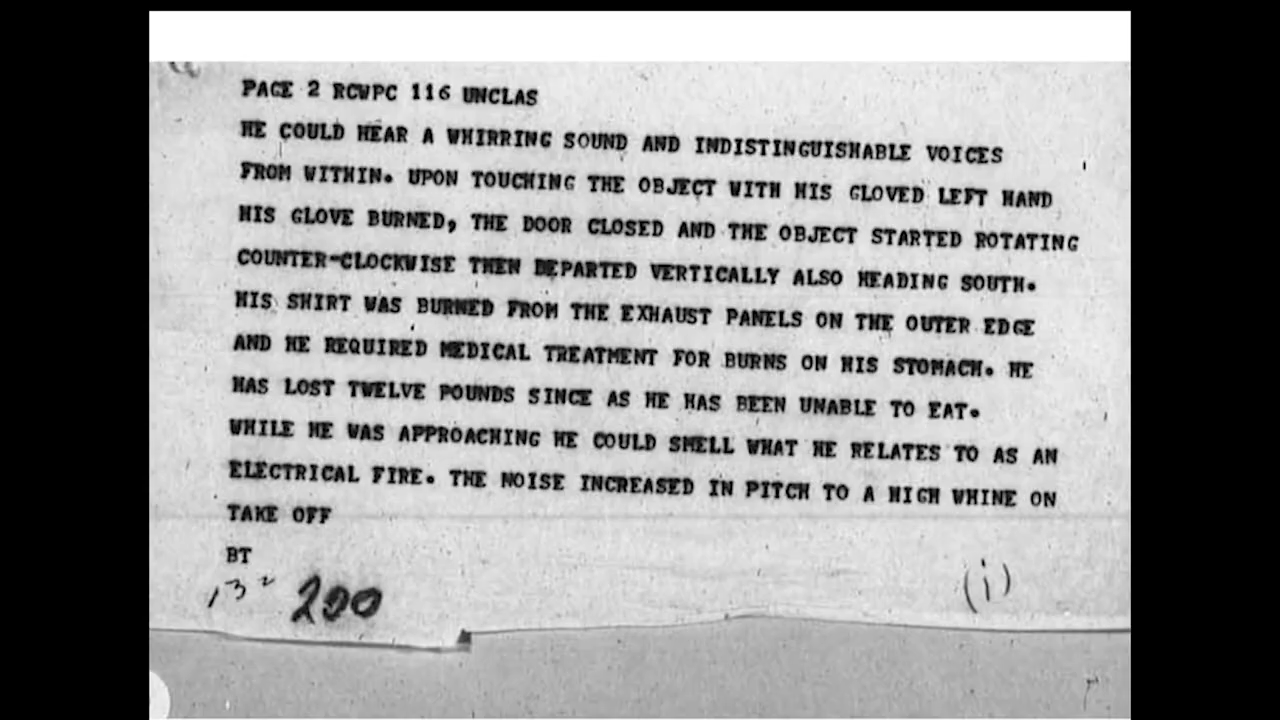 PAGE 2 RCWPC 116 UNCLAS
HE COULD HEAR A WHIRRING SOUND AND INDISTINGUISHABLE VOICES
FROM WITHIN. UPON TOUCHING THE OBJECT WITH HIS GLOVED LEFT HAND
HIS GLOVE BURNED, THE DOOR CLOSED AND THE OBJECT STARTED ROTATING
COUNTER-CLOCKWISE THEN DEPARTED VERTICALLY ALSO HEADING SOUTH.
HIS SHIRT WAS BURNED FROM THE EXHAUST PANELS ON THE OUTER EDGE
AND HE REQUIRED MEDICAL TREATMENT FOR BURNS ON HIS STOMACH. HE
HAS LOST TWELVE POUNDS SINCE AS HE HAS BEEN UNABLE TO EAT.
WHILE HE WAS APPROACHING HE COULD SMELL WHAT HE RELATES TO AS AN
ELECTRICAL FIRE. THE NOISE INCREASED IN PITCH TO A HIGH WHINE ON
TAKE OFF
BT
200
(i)